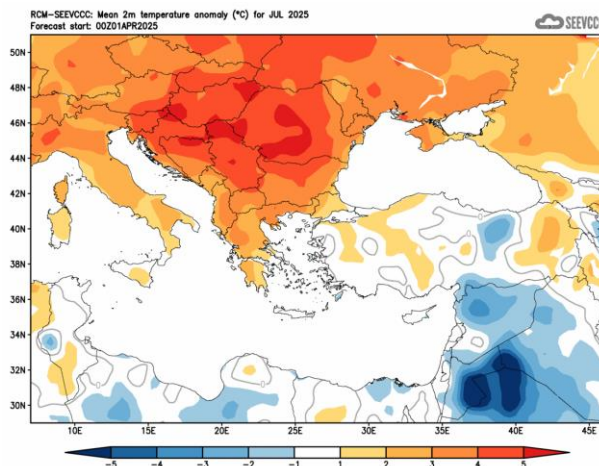 RCM-SEEVCCC: Mean 2m temperature anomaly (°C) for JUL 2025
Forecast start: 00Z01APR2025
SEEVCCC
50N
48N
46N
44N
42N
40N
38N
36N
34N
32N
30N
10E 15E 20E 25E 30E 35E 40E 45E
-5 -4 -3 -2 -1 1 2 3 4 5